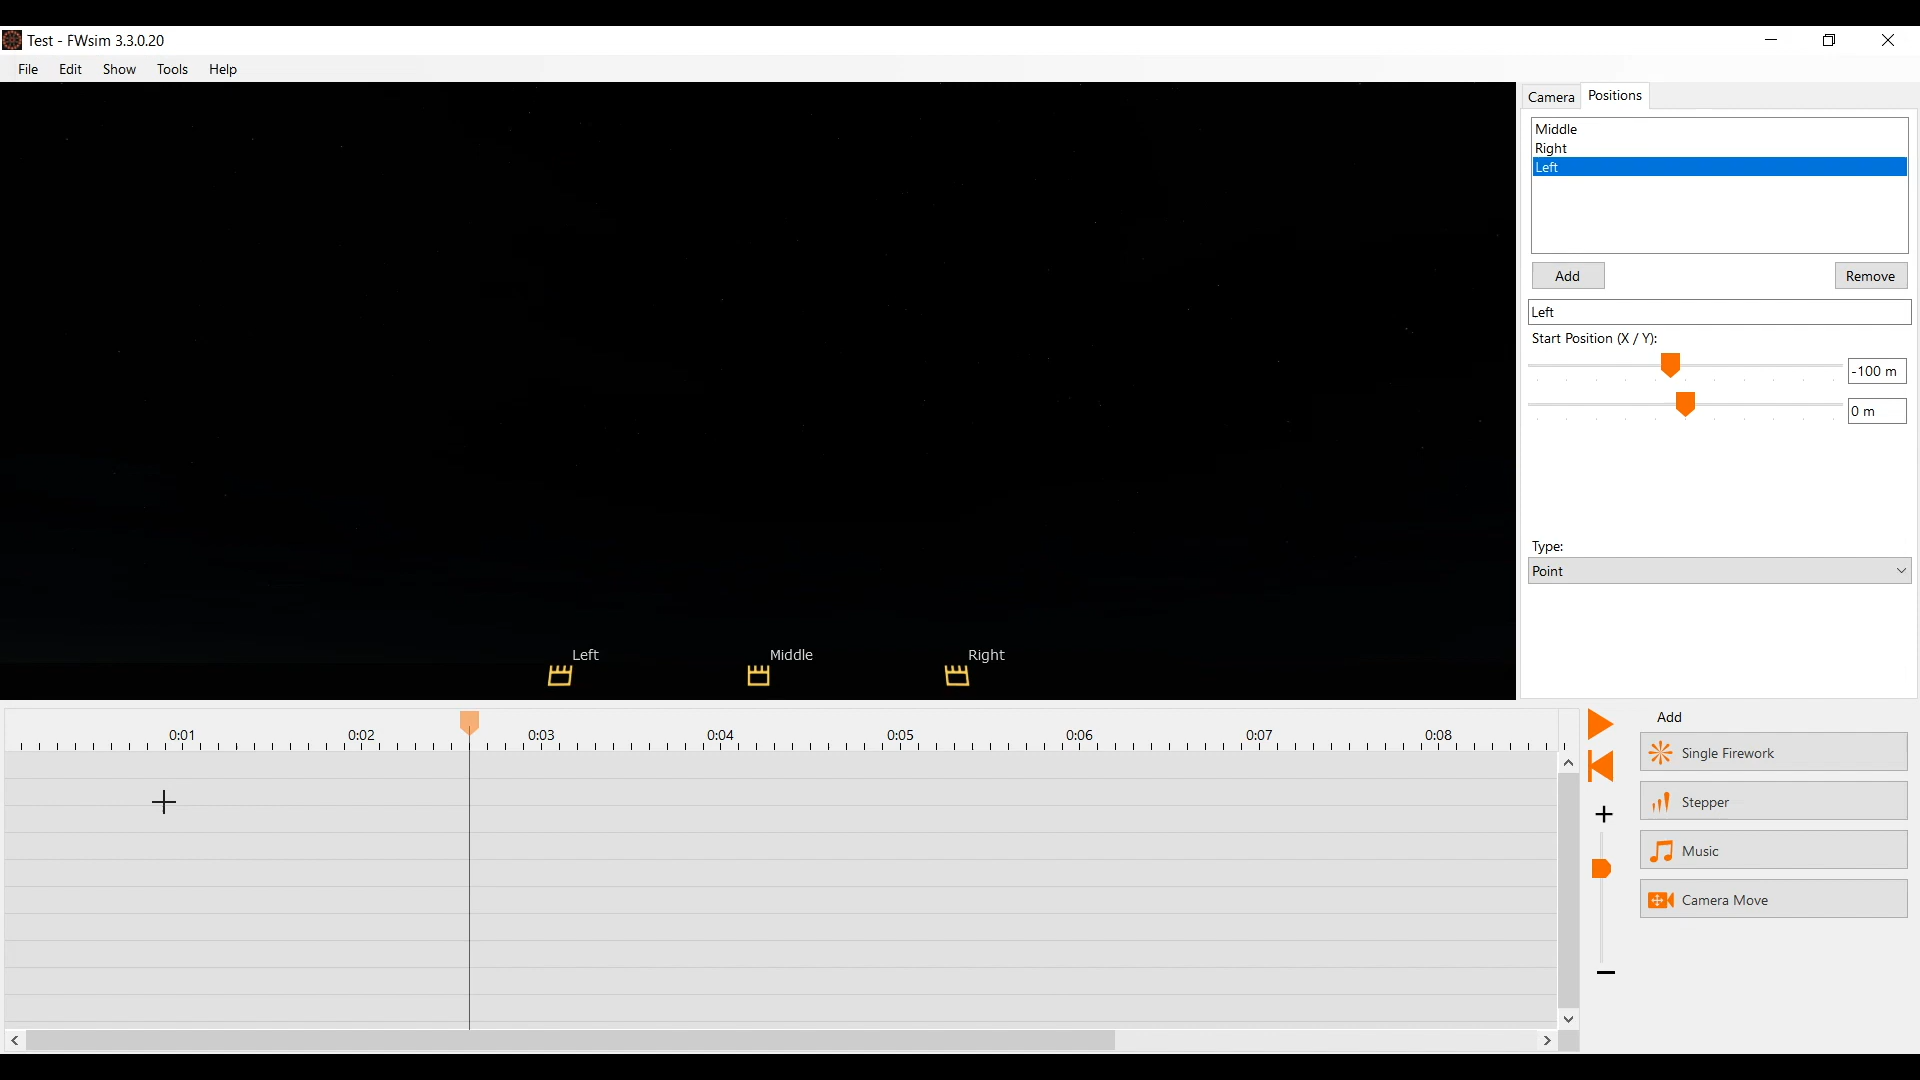 Test - FWsim 3.3.0.20
File Edit Show Tools Help
Camera Positions
Middle
Right
Left
Add Remove
Left
Start Position (X / Y):
-100 m
0 m
Type:
Point
Left Middle Right
0:01 0:02 0:03 0:04 0:05 0:06 0:07 0:08
Add
Single Firework
Stepper
Music
Camera Move